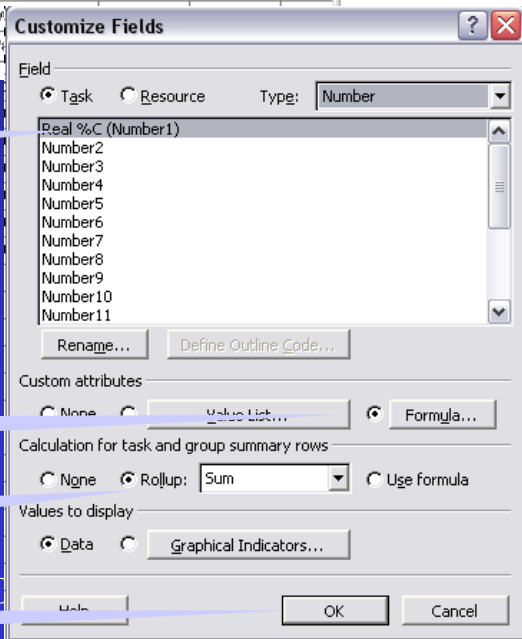 Customize Fields
Field
Task Resource Type: Number
Real %C (Number1)
Number2
Number3
Number4
Number5
Number6
Number7
Number8
Number9
Number10
Number11
Rename... Define Outline Code...
Custom attributes
None Value List... Formula...
Calculation for task and group summary rows
None Rollup: Sum Use formula
Values to display
Data Graphical Indicators...
Help OK Cancel